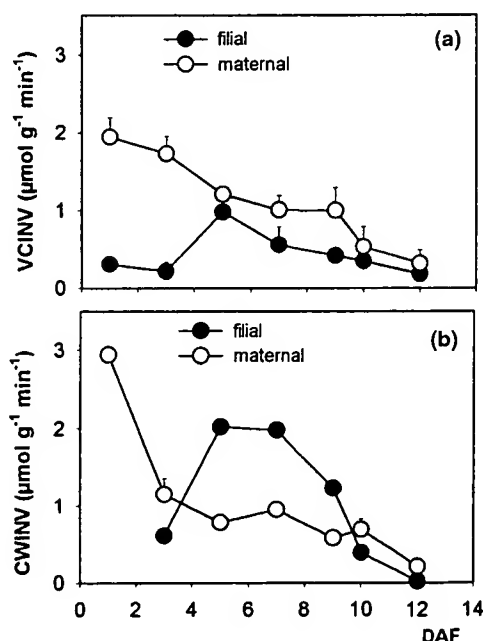 (a)
filial
maternal
3
2
1
0
VCINV (µmol g⁻¹ min⁻¹)
(b)
filial
maternal
3
2
1
0
CWINV (µmol g⁻¹ min⁻¹)
0 2 4 6 8 10 12 14
DAF